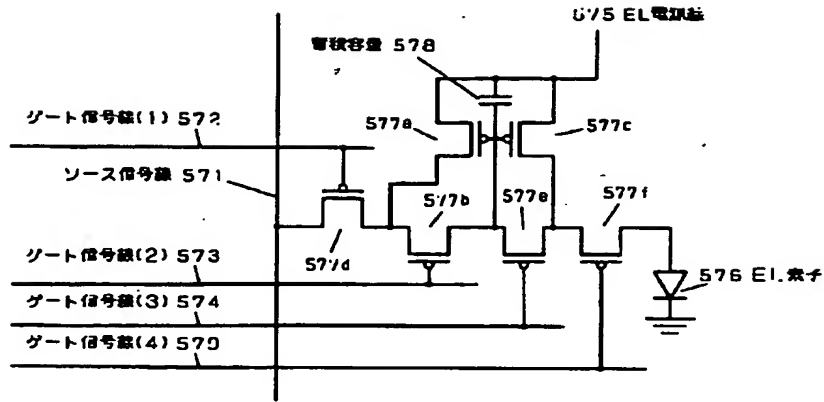 575 EL電源線
蓄積容量 578
ゲート信号線(1) 572
577a
577c
ソース信号線 571
577b
577e
577f
ゲート信号線(2) 573
577d
576 EL素子
ゲート信号線(3) 574
ゲート信号線(4) 570